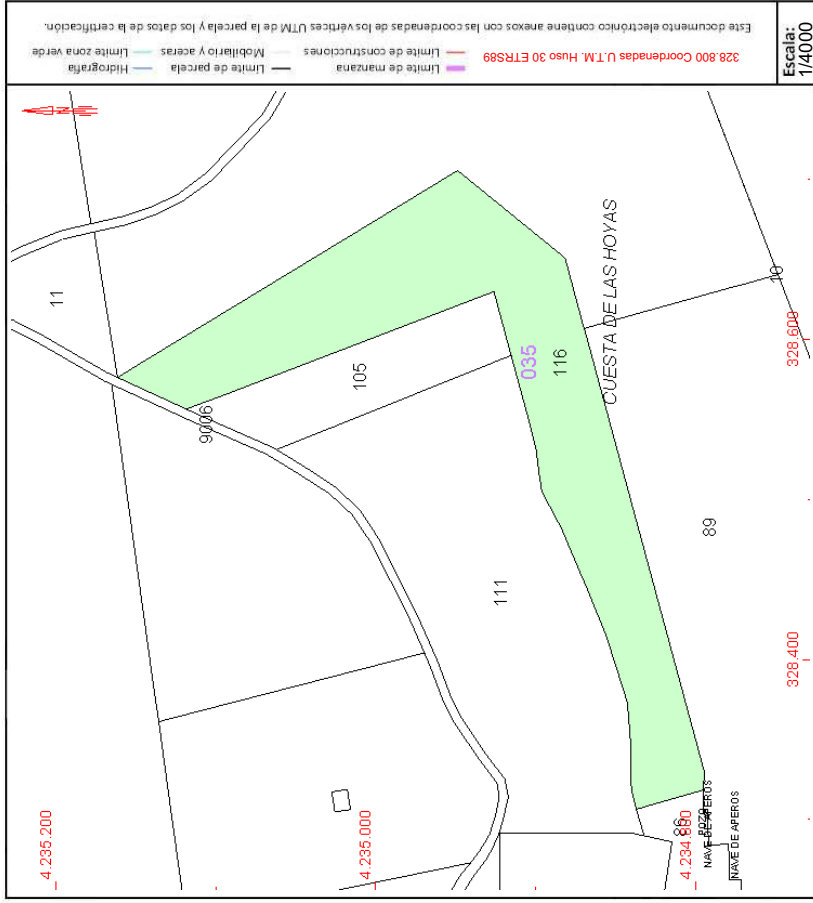 Este documento electrónico contiene anexos con las coordenadas de los vértices UTM de la parcela y los datos de la certificación.
328.800 Coordenadas U.T.M. Huso 30 ETRS89
Límite de manzana
Límite de construcciones
Límite de parcela
Mobiliario y aceras
Hidrografía
Límite zona verde
Escala:
1/4000
11
9006
105
035
116
CUESTA DE LAS HOYAS
10
328.600
111
89
328.400
4.235.200
4.235.000
4.234.800
86
POZO
NAVE DE APEROS
NAVE DE APEROS